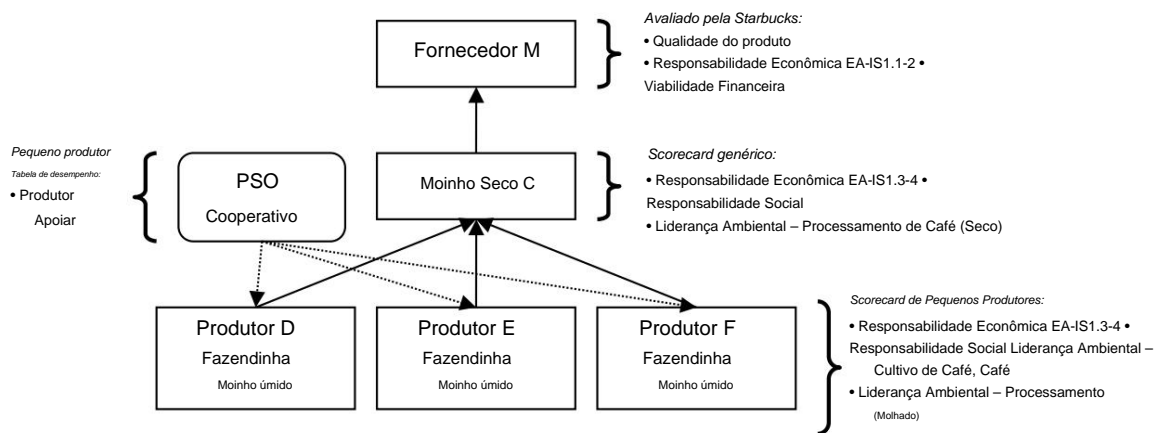 Avaliado pela Starbucks:
• Qualidade do produto
• Responsabilidade Econômica EA-IS1.1-2 •
Viabilidade Financeira
Fornecedor M
Pequeno produtor
Tabela de desempenho:
• Produtor
Apoiar
PSO
Cooperativo
Moinho Seco C
Scorecard genérico:
• Responsabilidade Econômica EA-IS1.3-4 •
Responsabilidade Social
• Liderança Ambiental – Processamento de Café (Seco)
Produtor D
Fazendinha
Moinho úmido
Produtor E
Fazendinha
Moinho úmido
Produtor F
Fazendinha
Moinho úmido
Scorecard de Pequenos Produtores:
• Responsabilidade Econômica EA-IS1.3-4 •
Responsabilidade Social Liderança Ambiental –
Cultivo de Café, Café
• Liderança Ambiental – Processamento
(Molhado)